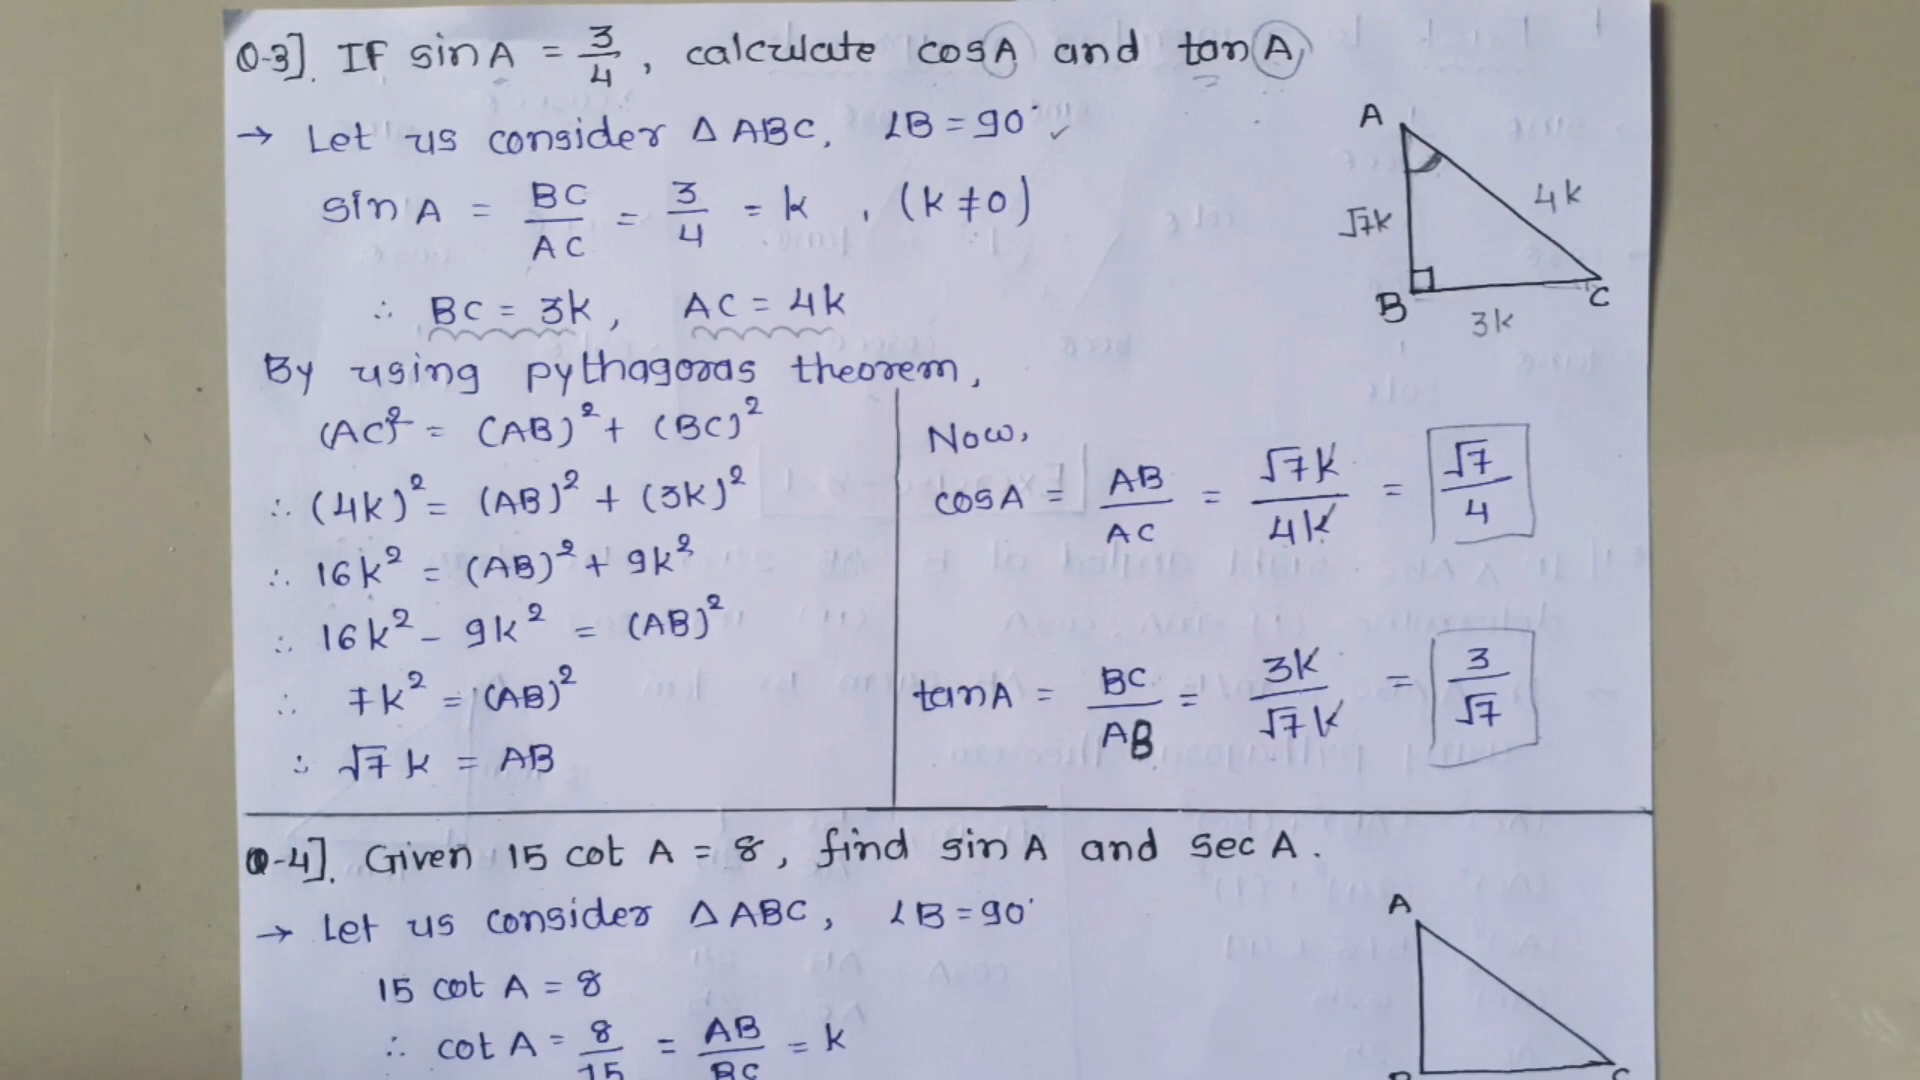 Q-3]. If sin A = 3/4, calculate cos A and tan A.
→ Let us consider △ ABC, ∠B = 90°
sin A = BC/AC = 3/4 = k, (k ≠ 0)
∴ BC = 3k, AC = 4k
A
4k
√7k
B
C
3k
By using pythagoras theorem,
(AC)² = (AB)² + (BC)²
∴ (4k)² = (AB)² + (3k)²
∴ 16k² = (AB)² + 9k²
∴ 16k² - 9k² = (AB)²
∴ 7k² = (AB)²
∴ √7 k = AB
Now,
cos A = AB/AC = √7k/4k = √7/4
tan A = BC/AB = 3k/√7k = 3/√7
Q-4]. Given 15 cot A = 8, find sin A and sec A.
→ Let us consider △ ABC, ∠B = 90°
15 cot A = 8
∴ cot A = 8/15 = AB/BC = k
A
B
C